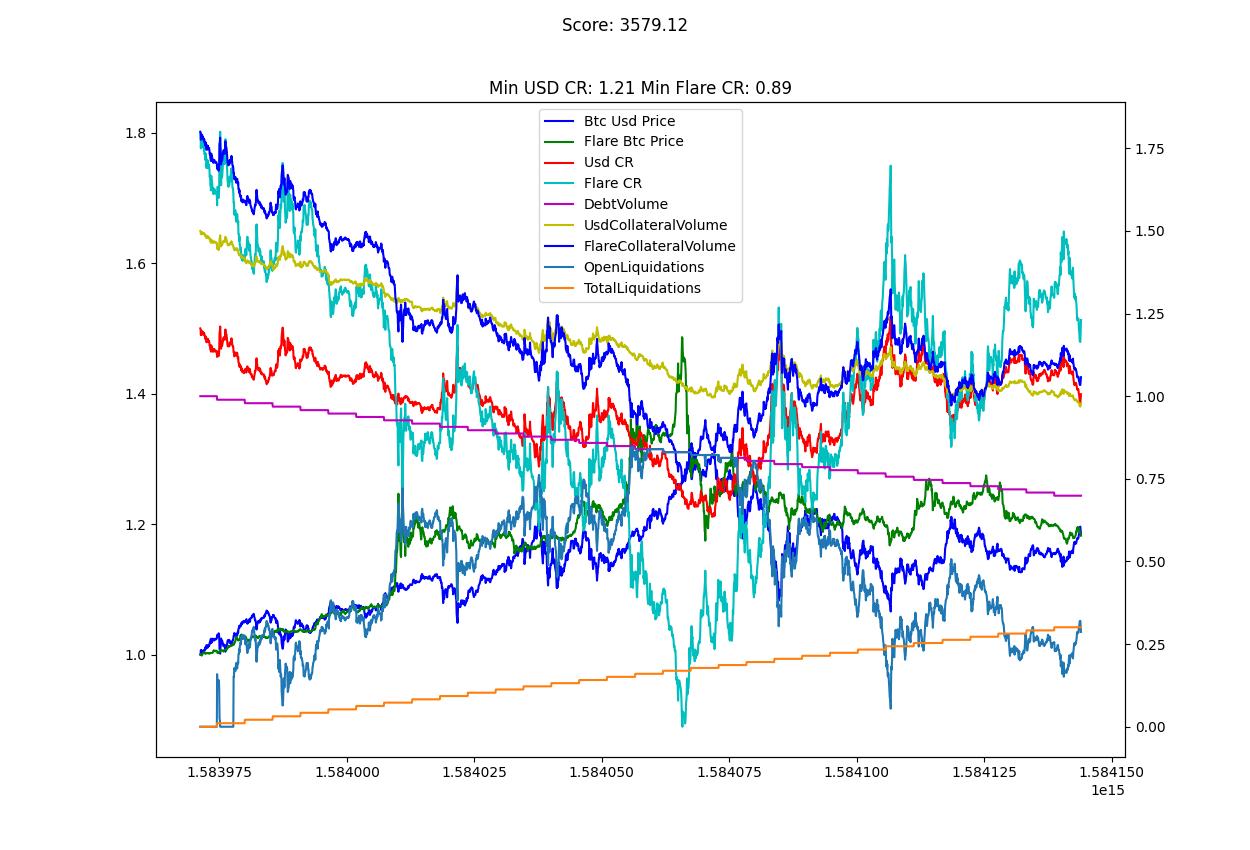 Score: 3579.12
Min USD CR: 1.21 Min Flare CR: 0.89
Btc Usd Price
Flare Btc Price
Usd CR
Flare CR
DebtVolume
UsdCollateralVolume
FlareCollateralVolume
OpenLiquidations
TotalLiquidations
1.8
1.6
1.4
1.2
1.0
1.75
1.50
1.25
1.00
0.75
0.50
0.25
0.00
1.583975 1.584000 1.584025 1.584050 1.584075 1.584100 1.584125 1.584150
1e15